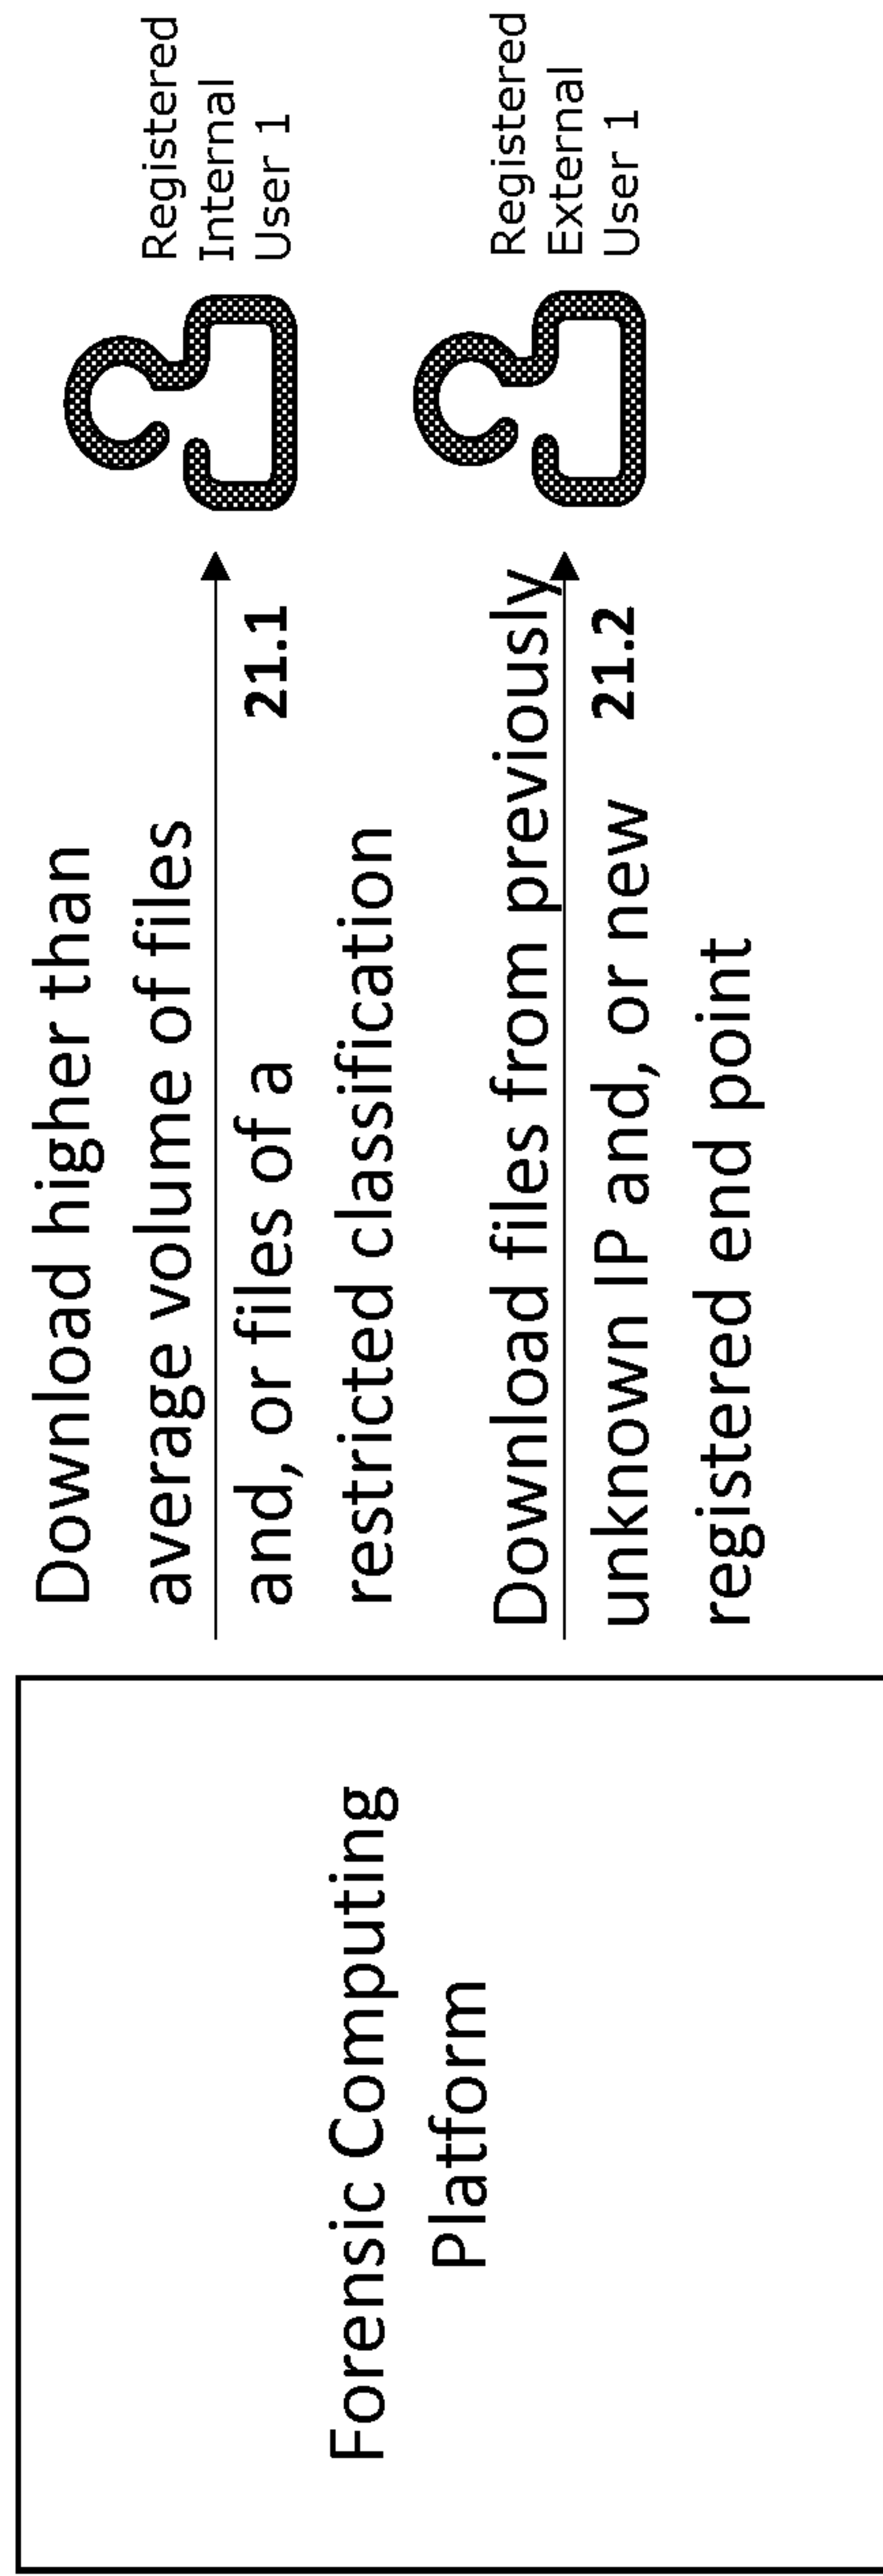 Forensic Computing
Platform
Download higher than
average volume of files
and, or files of a
restricted classification
21.1
Registered
Internal
User 1
Download files from previously
unknown IP and, or new
registered end point
21.2
Registered
External
User 1